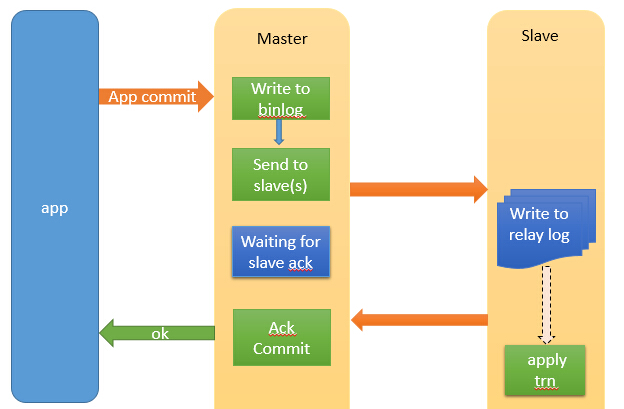 Master
Slave
App commit
Write to
binlog
Send to
slave(s)
app
Write to
relay log
Waiting for
slave ack
ok
Ack
Commit
apply
trn